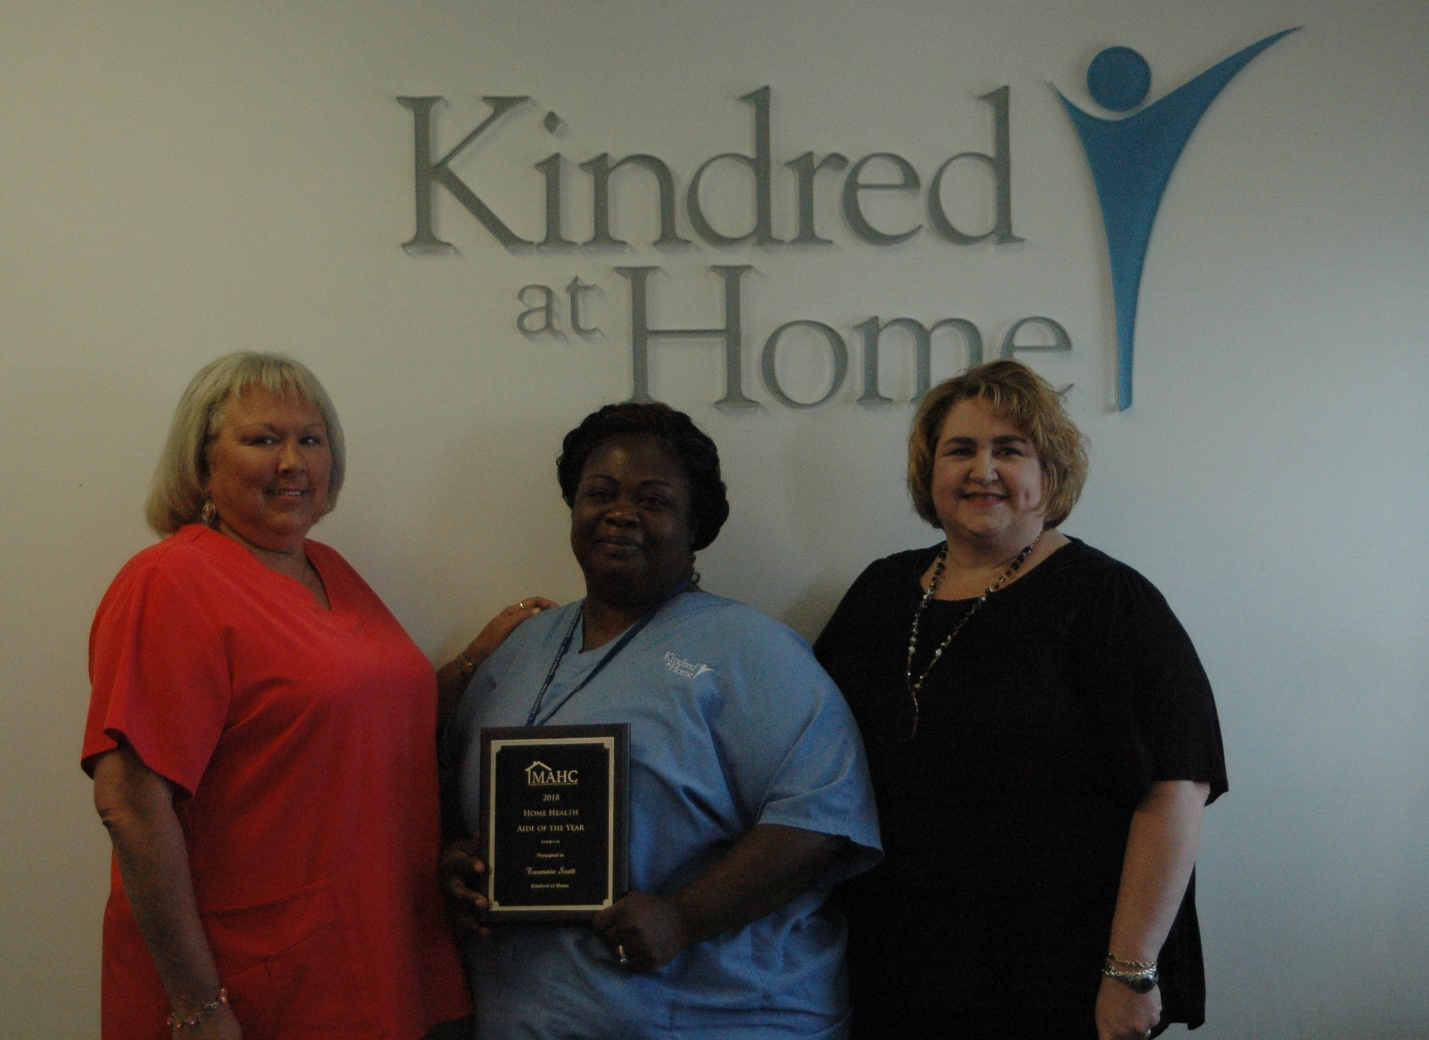 Kindred
at Home
Kindred
at Home
MAHC
2018
HOME HEALTH
AIDE OF THE YEAR
Presented to
Scott
Kindred at Home